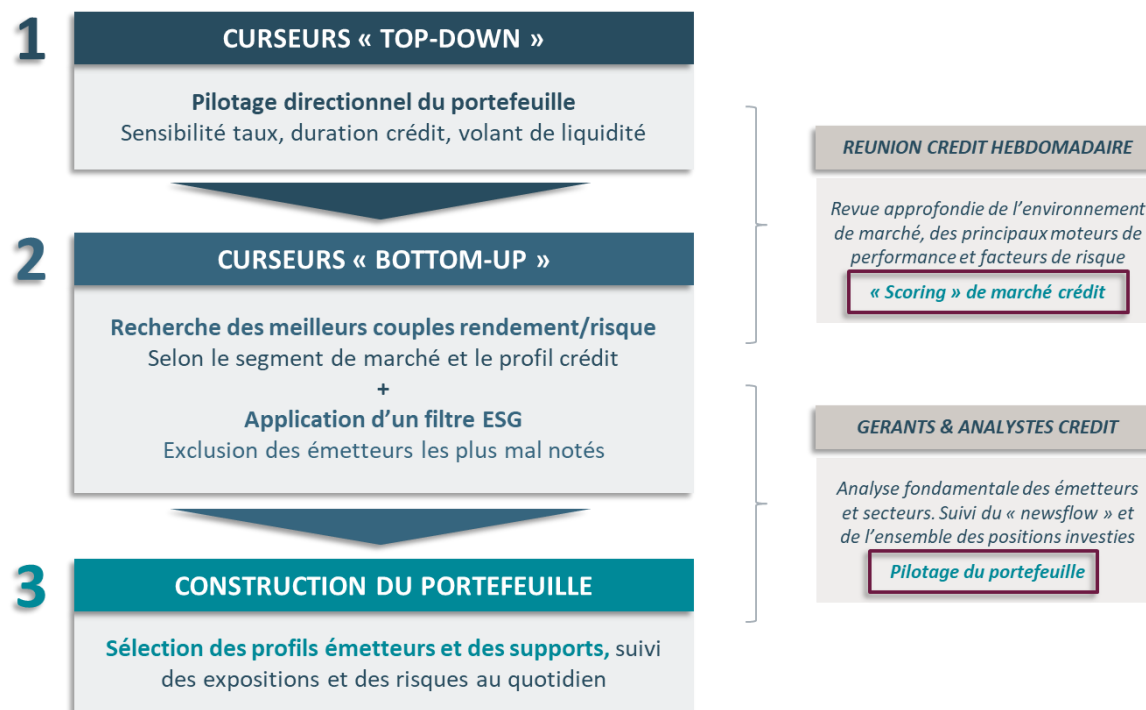 1
CURSEURS « TOP-DOWN »
Pilotage directionnel du portefeuille
Sensibilité taux, duration crédit, volant de liquidité
2
CURSEURS « BOTTOM-UP »
Recherche des meilleurs couples rendement/risque
Selon le segment de marché et le profil crédit
+
Application d’un filtre ESG
Exclusion des émetteurs les plus mal notés
3
CONSTRUCTION DU PORTEFEUILLE
Sélection des profils émetteurs et des supports, suivi
des expositions et des risques au quotidien
REUNION CREDIT HEBDOMADAIRE
Revue approfondie de l’environnement
de marché, des principaux moteurs de
performance et facteurs de risque
« Scoring » de marché crédit
GERANTS & ANALYSTES CREDIT
Analyse fondamentale des émetteurs
et secteurs. Suivi du « newsflow » et
de l’ensemble des positions investies
Pilotage du portefeuille